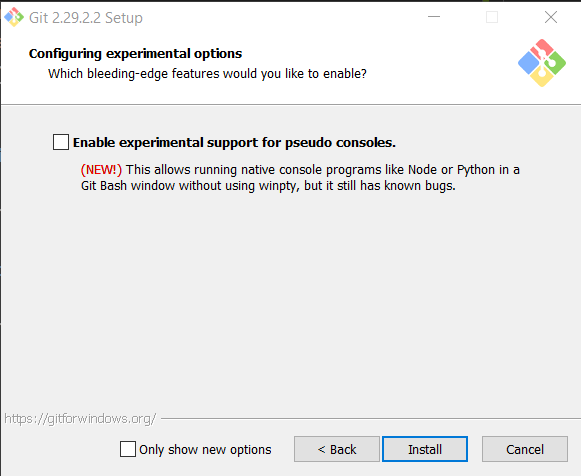 Git 2.29.2.2 Setup
Configuring experimental options
Which bleeding-edge features would you like to enable?
Enable experimental support for pseudo consoles.
(NEW!) This allows running native console programs like Node or Python in a
Git Bash window without using winpty, but it still has known bugs.
https://gitforwindows.org/
Only show new options
< Back
Install
Cancel